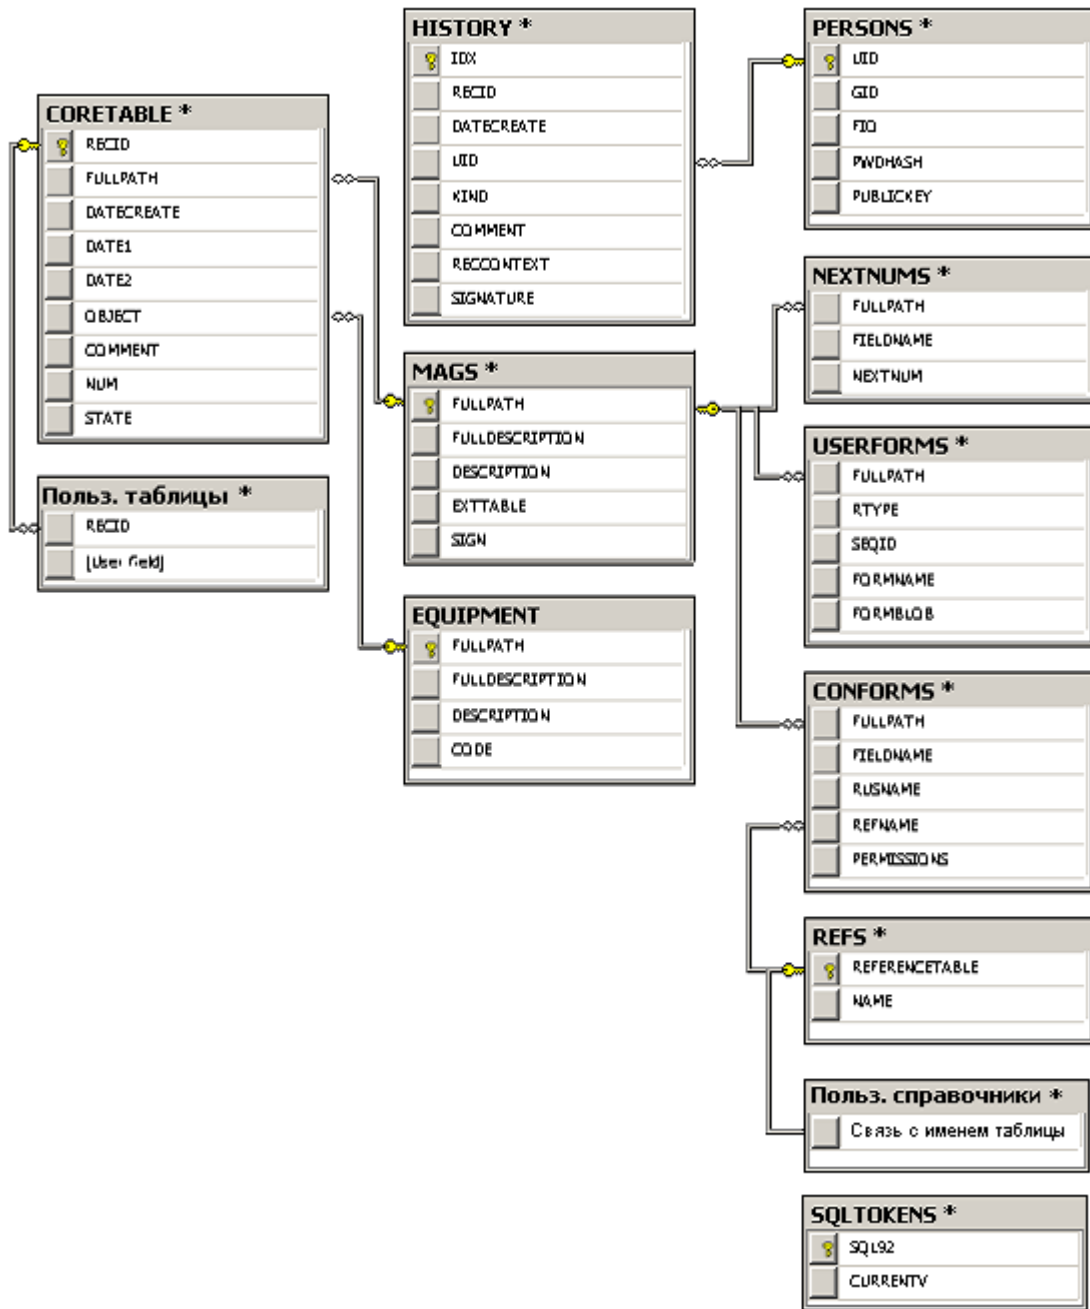 CORETABLE *
RECID
FULLPATH
DATECREATE
DATE1
DATE2
OBJECT
COMMENT
NUM
STATE
Польз. таблицы *
RECID
[User field]
HISTORY *
IDX
RECID
DATECREATE
UID
KIND
COMMENT
RECCONTEXT
SIGNATURE
MAGS *
FULLPATH
FULLDESCRIPTION
DESCRIPTION
EXTTABLE
SIGN
EQUIPMENT
FULLPATH
FULLDESCRIPTION
DESCRIPTION
CODE
PERSONS *
UID
GID
FIO
PWDHASH
PUBLICKEY
NEXTNUMS *
FULLPATH
FIELDNAME
NEXTNUM
USERFORMS *
FULLPATH
RTYPE
SEQID
FORMNAME
FORMBLOB
CONFORMS *
FULLPATH
FIELDNAME
RUSNAME
REFNAME
PERMISSIONS
REFS *
REFERENCETABLE
NAME
Польз. справочники *
Связь с именем таблицы
SQLTOKENS *
SQL92
CURRENTV